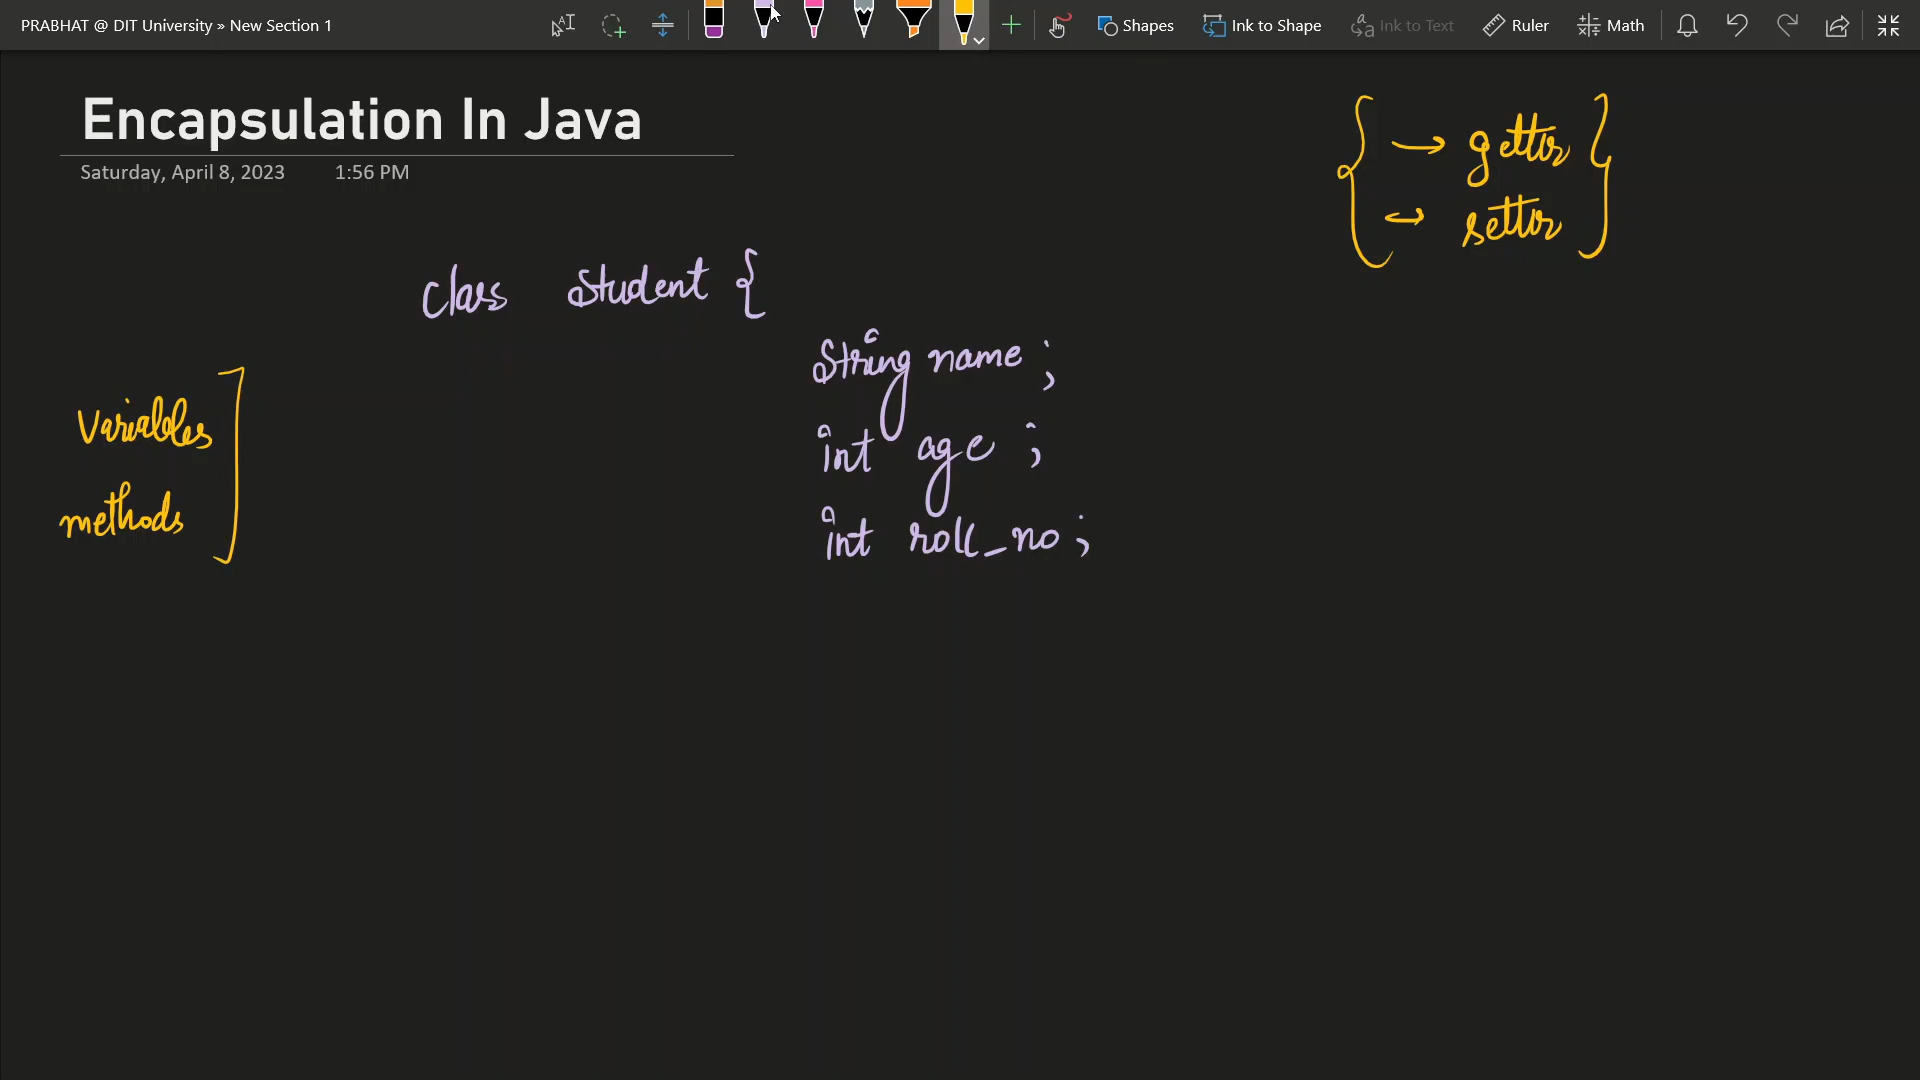 PRABHAT @ DIT University » New Section 1
Shapes
Ink to Shape
Ink to Text
Ruler
Math
Encapsulation In Java
Saturday, April 8, 2023 1:56 PM
{ → getter }
→ setter
class Student {
String name ;
int age ;
int roll_no ;
Variables
methods